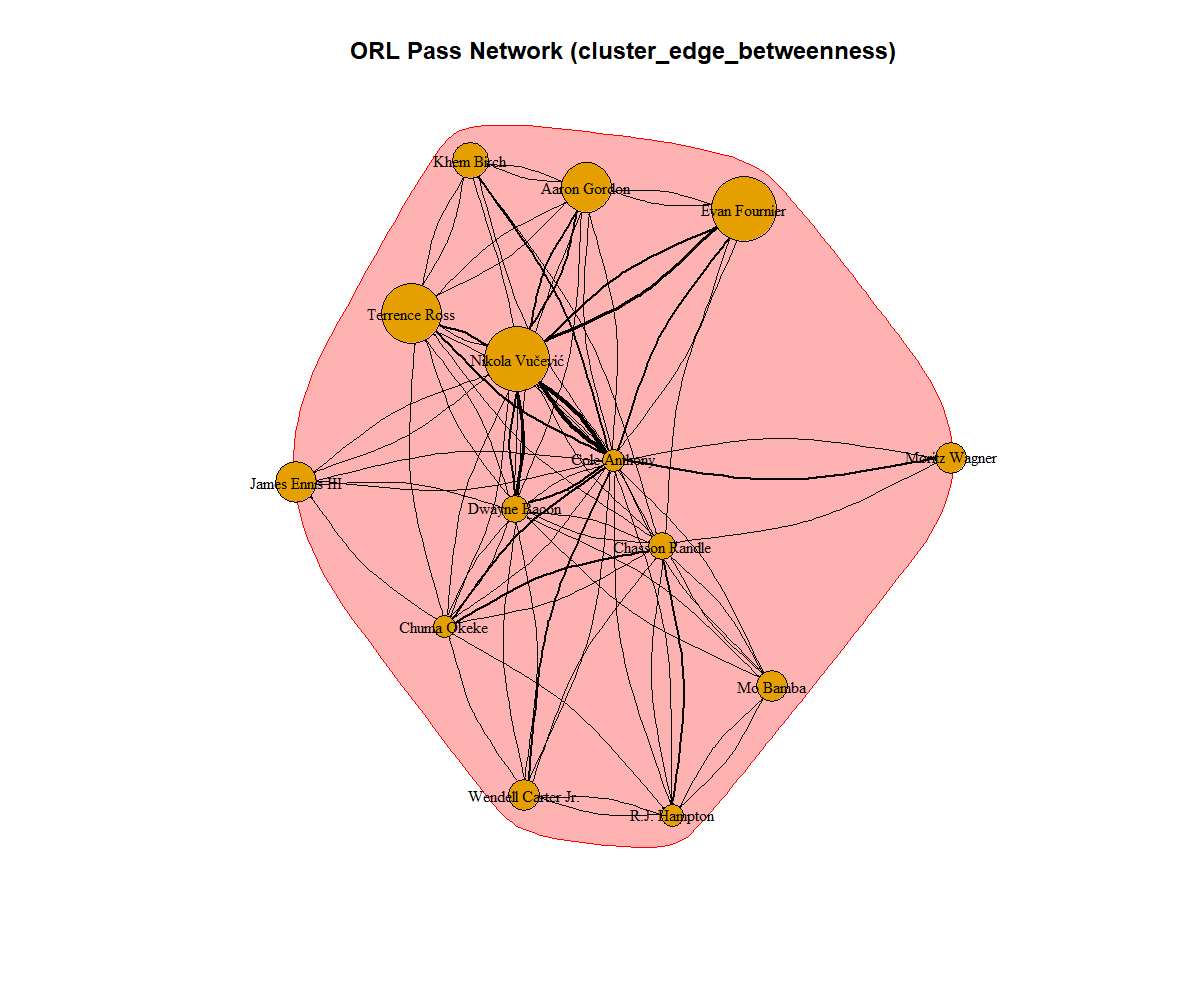 ORL Pass Network (cluster_edge_betweenness)
Khem Birch
Aaron Gordon
Evan Fournier
Terrence Ross
Nikola Vučević
Cole Anthony
Moritz Wagner
James Ennis III
Dwayne Bacon
Chasson Randle
Chuma Okeke
Mo Bamba
Wendell Carter Jr.
R.J. Hampton